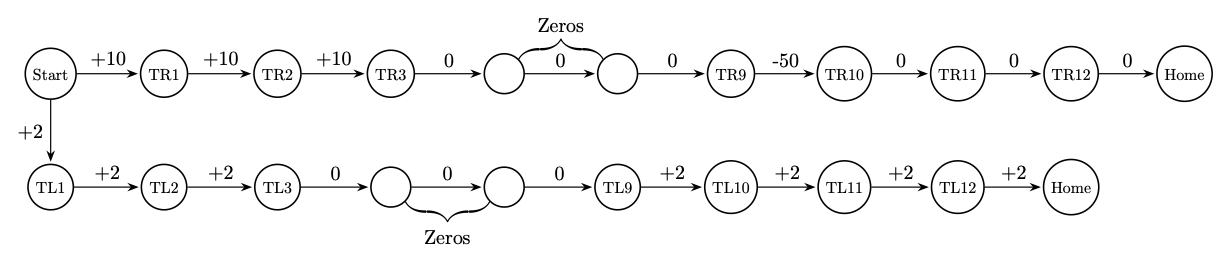 Zeros
+10 +10 +10 0 0 0 -50 0 0 0
Start TR1 TR2 TR3 TR9 TR10 TR11 TR12 Home
+2
+2 +2 0 0 0 +2 +2 +2 +2
TL1 TL2 TL3 TL9 TL10 TL11 TL12 Home
Zeros